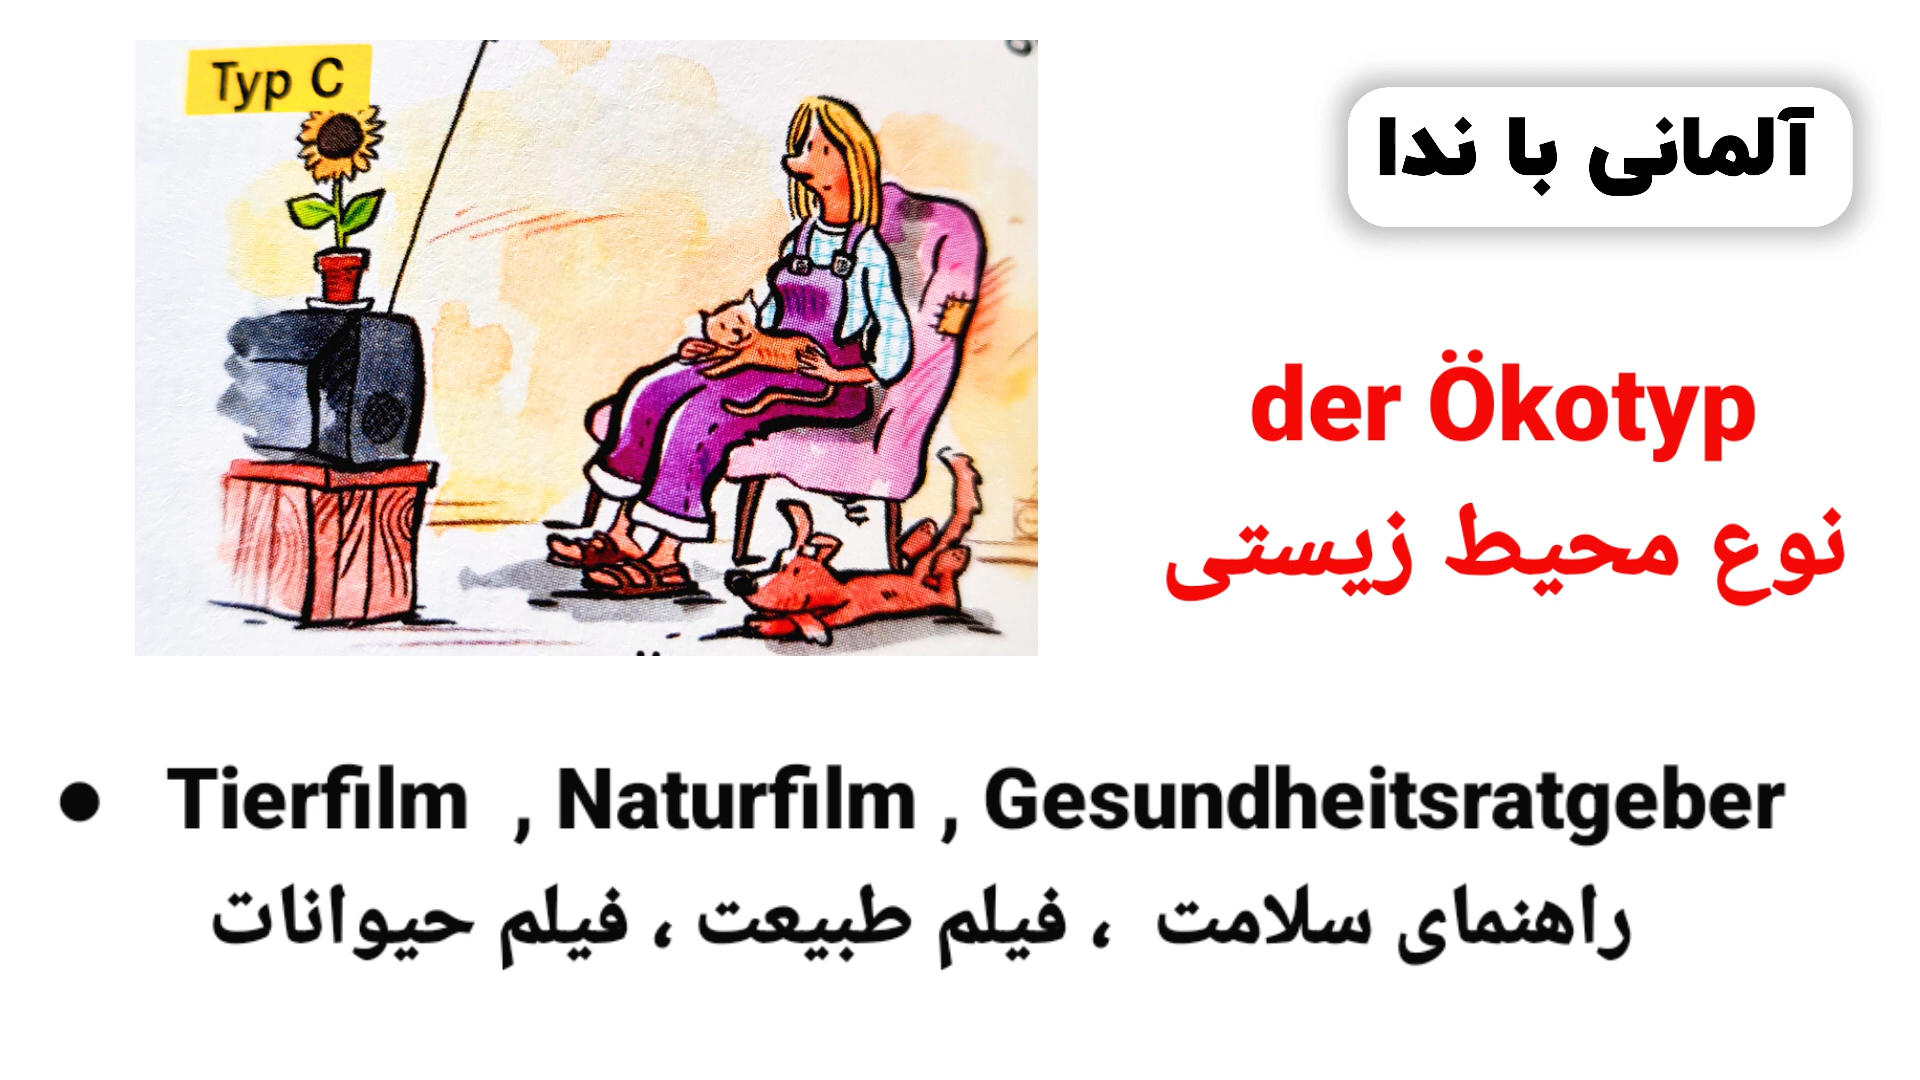 Typ C
آلمانی با ندا
der Ökotyp
نوع محیط زیستی
● Tierfilm , Naturfilm , Gesundheitsratgeber
راهنمای سلامت ، فیلم طبیعت ، فیلم حیوانات